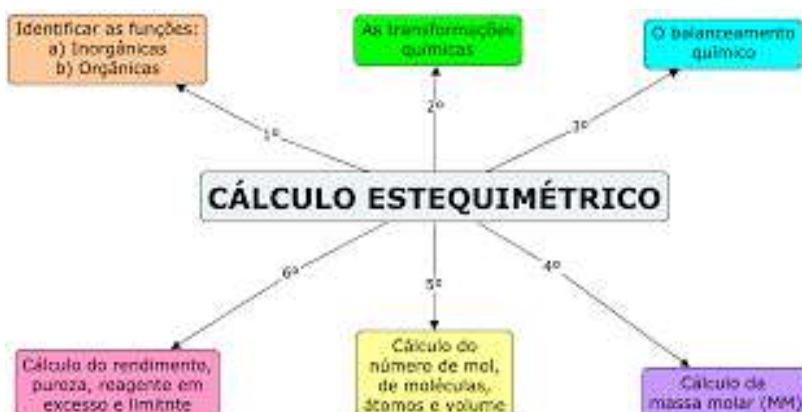 Identificar as funções:
a) Inorgânicas
b) Orgânicas
As transformações
químicas
O balanceamento
químico
1º
2º
3º
CÁLCULO ESTEQUIMÉTRICO
6º
5º
4º
Cálculo do rendimento,
pureza, reagente em
excesso e limitnte
Cálculo do
número de mol,
de moléculas,
átomos e volume
Cálculo da
massa molar (MM)